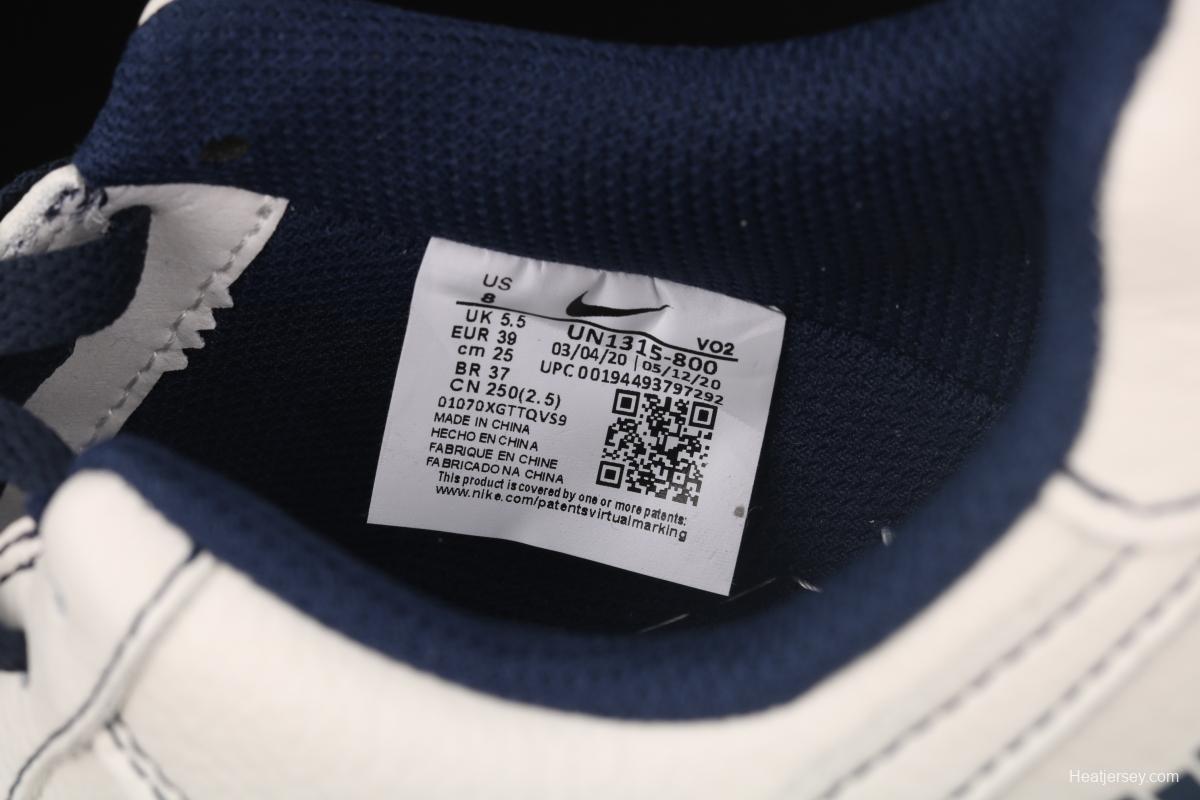 US
8
UK 5.5
EUR 39
cm 25
BR 37
CN 250(2.5)
01070XGTTQVS9
MADE IN CHINA
HECHO EN CHINA
FABRIQUE EN CHINE
FABRICADO NA CHINA
VO2
UN1315-800
03/04/20 | 05/12/20
UPC 00194493797292
This product is covered by one or more patents:
www.nike.com/patentsvirtualmarking
Heatjersey.com